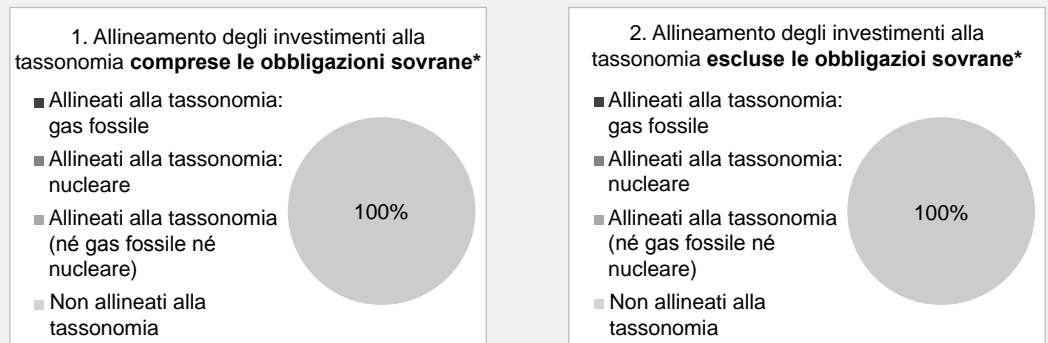 1. Allineamento degli investimenti alla
tassonomia comprese le obbligazioni sovrane*
Allineati alla tassonomia:
gas fossile
Allineati alla tassonomia:
nucleare
Allineati alla tassonomia
(né gas fossile né
nucleare)
Non allineati alla
tassonomia
100%
2. Allineamento degli investimenti alla
tassonomia escluse le obbligazioi sovrane*
Allineati alla tassonomia:
gas fossile
Allineati alla tassonomia:
nucleare
Allineati alla tassonomia
(né gas fossile né
nucleare)
Non allineati alla
tassonomia
100%